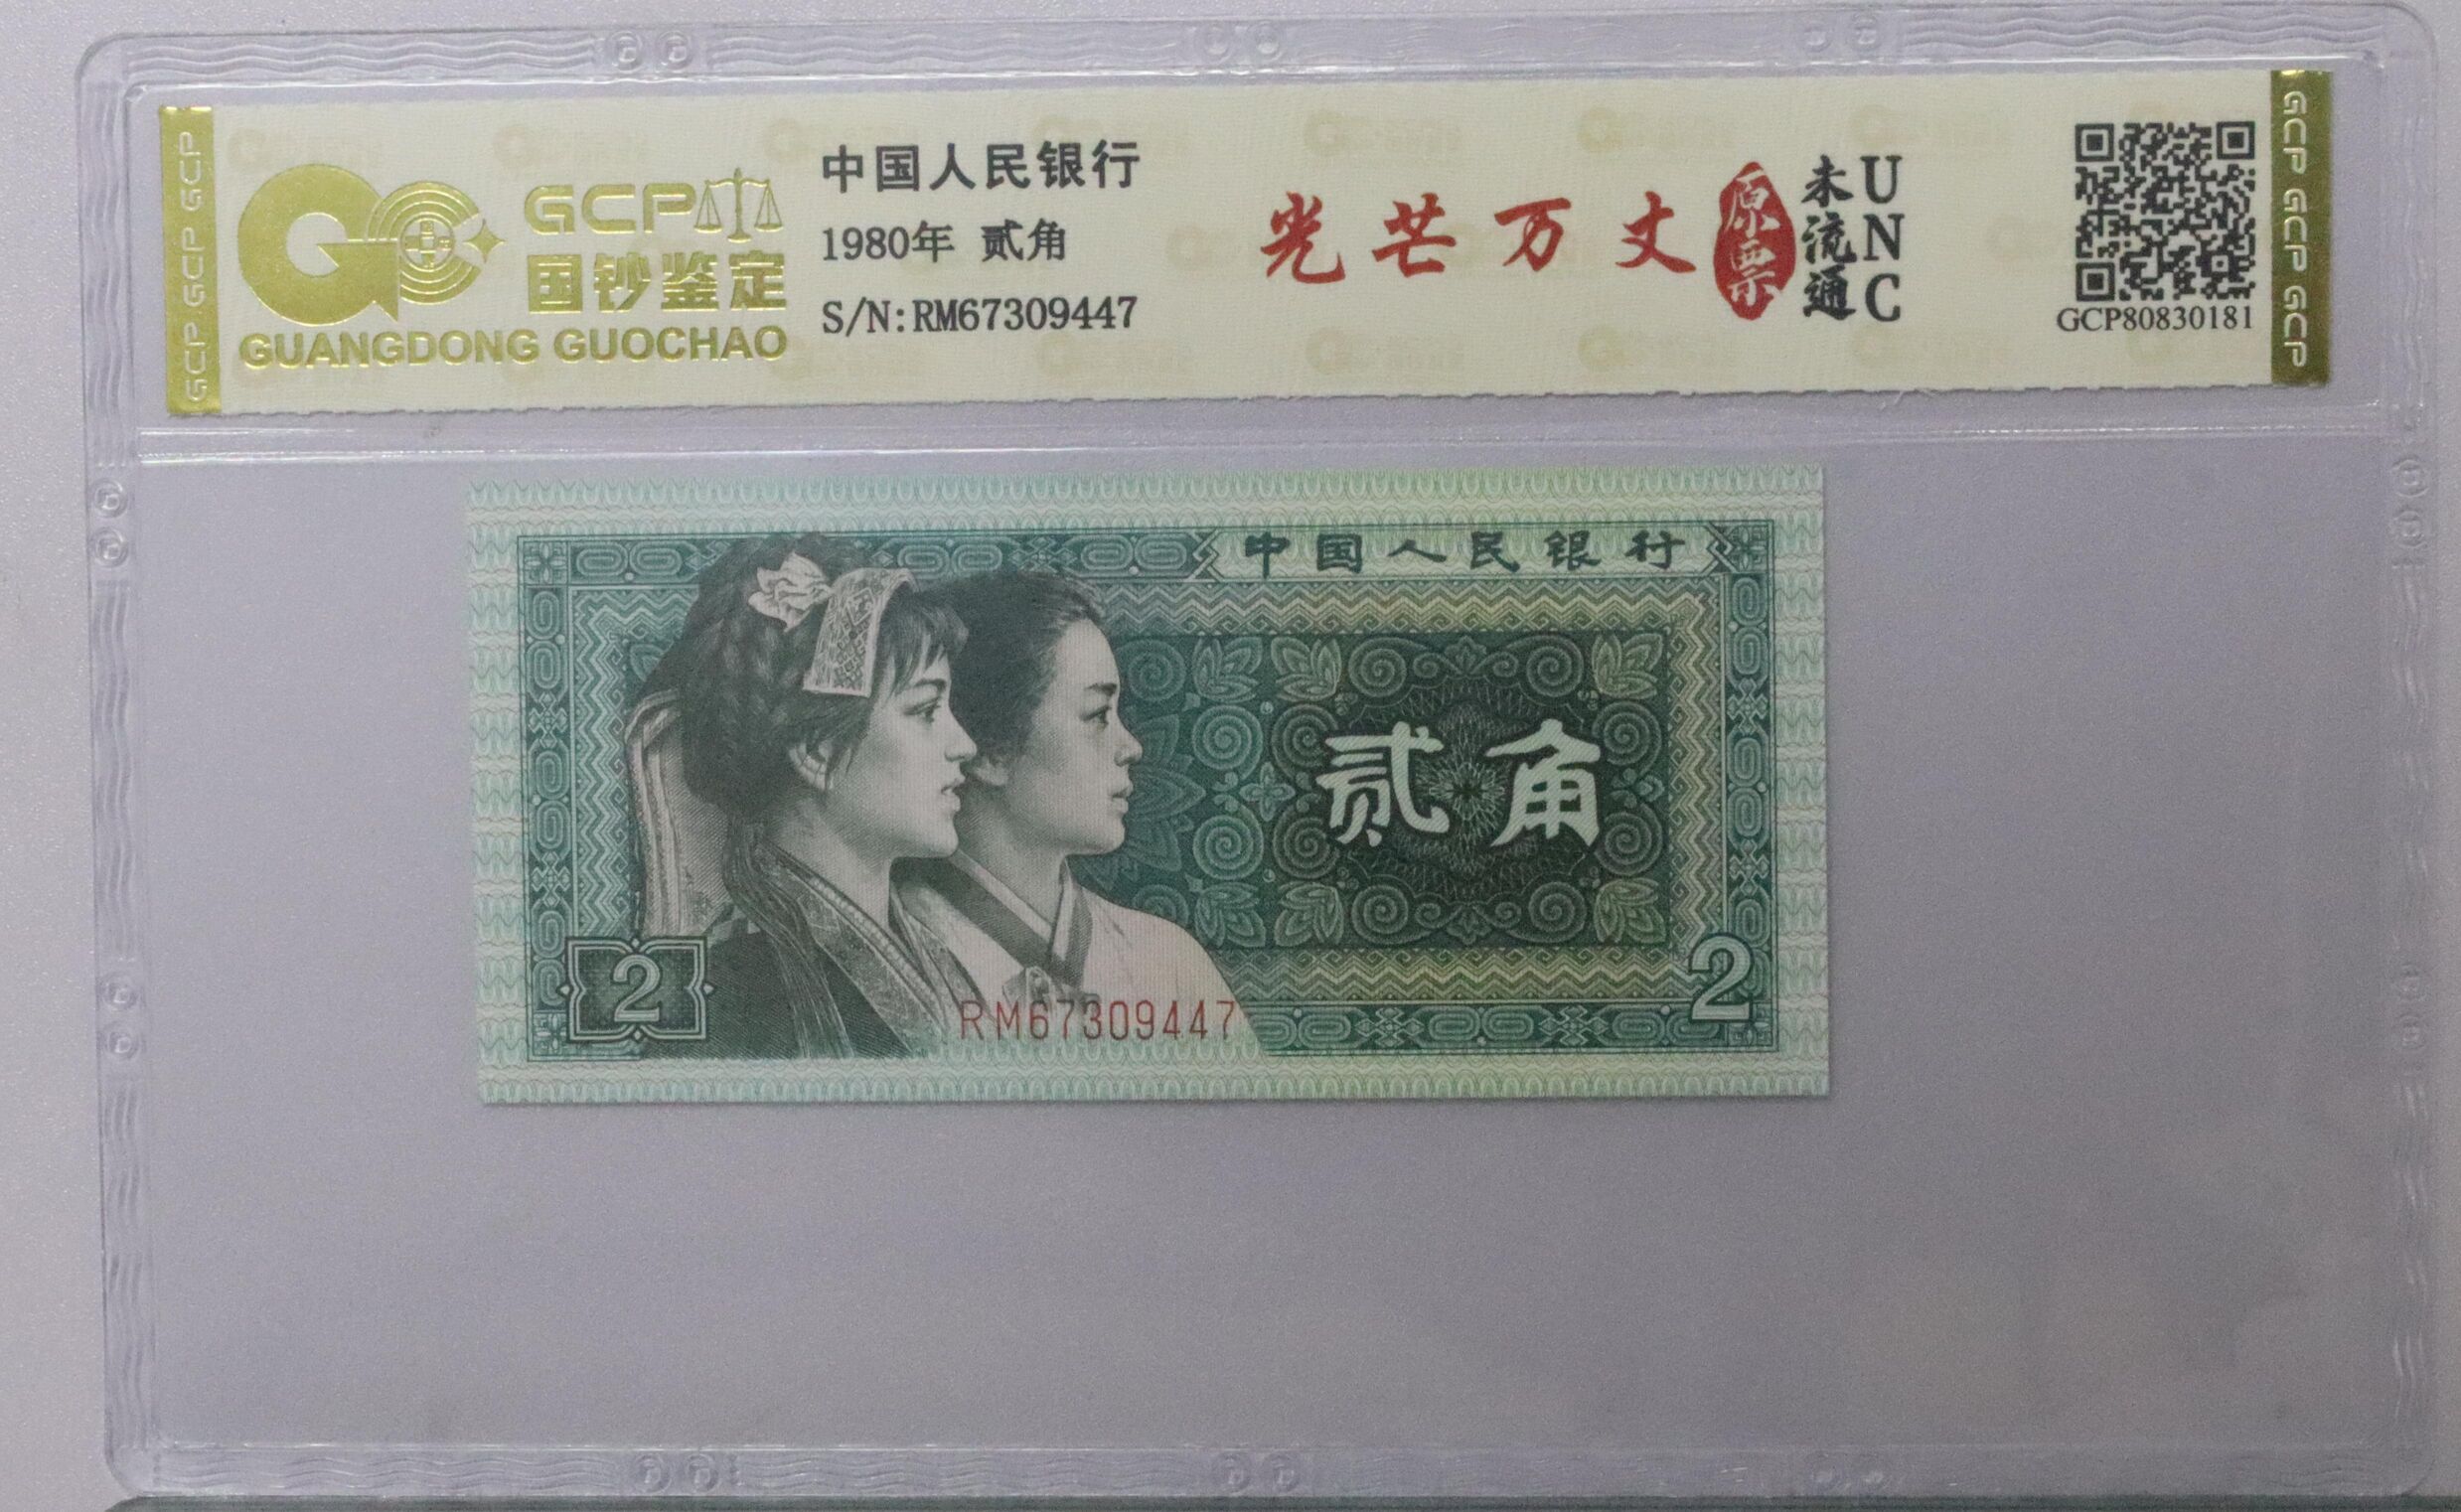 GCP GCP GCP
GCP
国钞鉴定
GUANGDONG GUOCHAO
中国人民银行
1980年 贰角
S/N:RM67309447
光芒万丈
原票
未流通
UNC
GCP80830181
GCP GCP GCP
中国人民银行
贰角
2
RM67309447
2